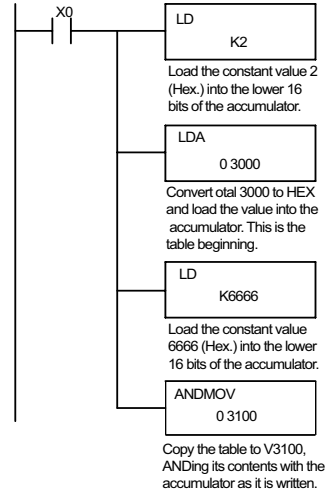 X0
LD
K2
Load the constant value 2
(Hex.) into the lower 16
bits of the accumulator.
LDA
0 3000
Convert otal 3000 to HEX
and load the value into the
accumulator. This is the
table beginning.
LD
K6666
Load the constant value
6666 (Hex.) into the lower
16 bits of the accumulator.
ANDMOV
0 3100
Copy the table to V3100,
ANDing its contents with the
accumulator as it is written.